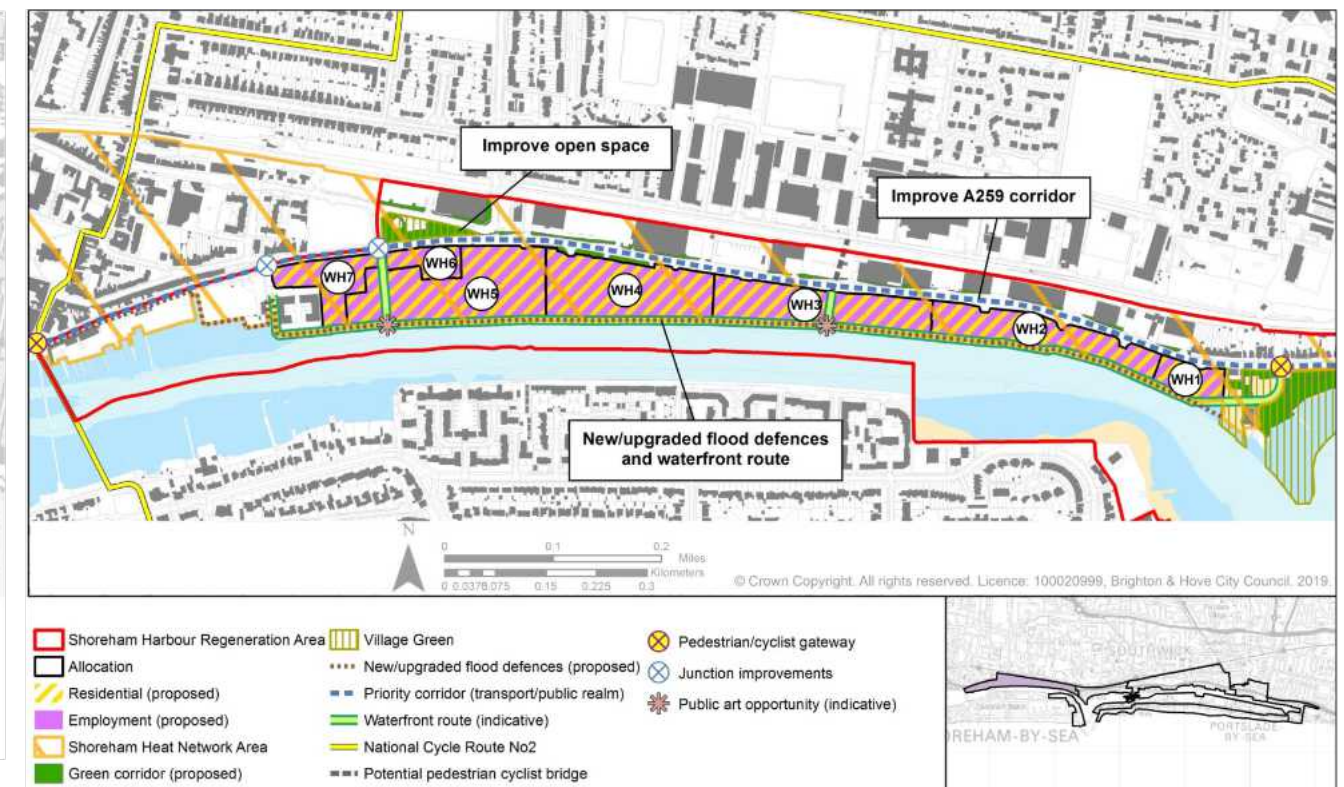 Improve open space
Improve A259 corridor
WH7
WH6
WH5
WH4
WH3
WH2
WH1
New/upgraded flood defences
and waterfront route
N
0 0.1 0.2
Miles
Kilometers
0 0.0375 0.075 0.15 0.225 0.3
© Crown Copyright. All rights reserved. Licence: 100020999, Brighton & Hove City Council. 2019.
Shoreham Harbour Regeneration Area
Allocation
Residential (proposed)
Employment (proposed)
Shoreham Heat Network Area
Green corridor (proposed)
Village Green
New/upgraded flood defences (proposed)
Priority corridor (transport/public realm)
Waterfront route (indicative)
National Cycle Route No2
Potential pedestrian cyclist bridge
Pedestrian/cyclist gateway
Junction improvements
Public art opportunity (indicative)
SOUTHWICK
OREHAM-BY-SEA
PORTSLADE
BY-SEA